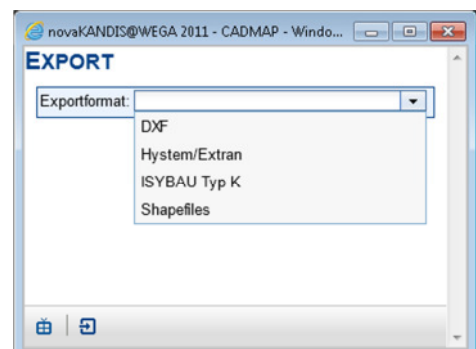 novaKANDIS@WEGA 2011 - CADMAP - Windo...
EXPORT
Exportformat:
DXF
Hystem/Extran
ISYBAU Typ K
Shapefiles